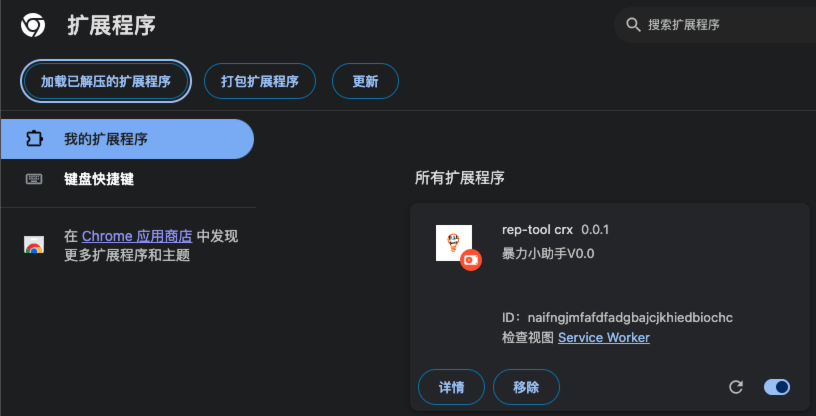 扩展程序
搜索扩展程序
加载已解压的扩展程序
打包扩展程序
更新
我的扩展程序
键盘快捷键
在 Chrome 应用商店 中发现
更多扩展程序和主题
所有扩展程序
rep-tool crx 0.0.1
暴力小助手V0.0
ID：naifngjmfafdfadgbajcjkhiedbiochc
检查视图 Service Worker
详情
移除